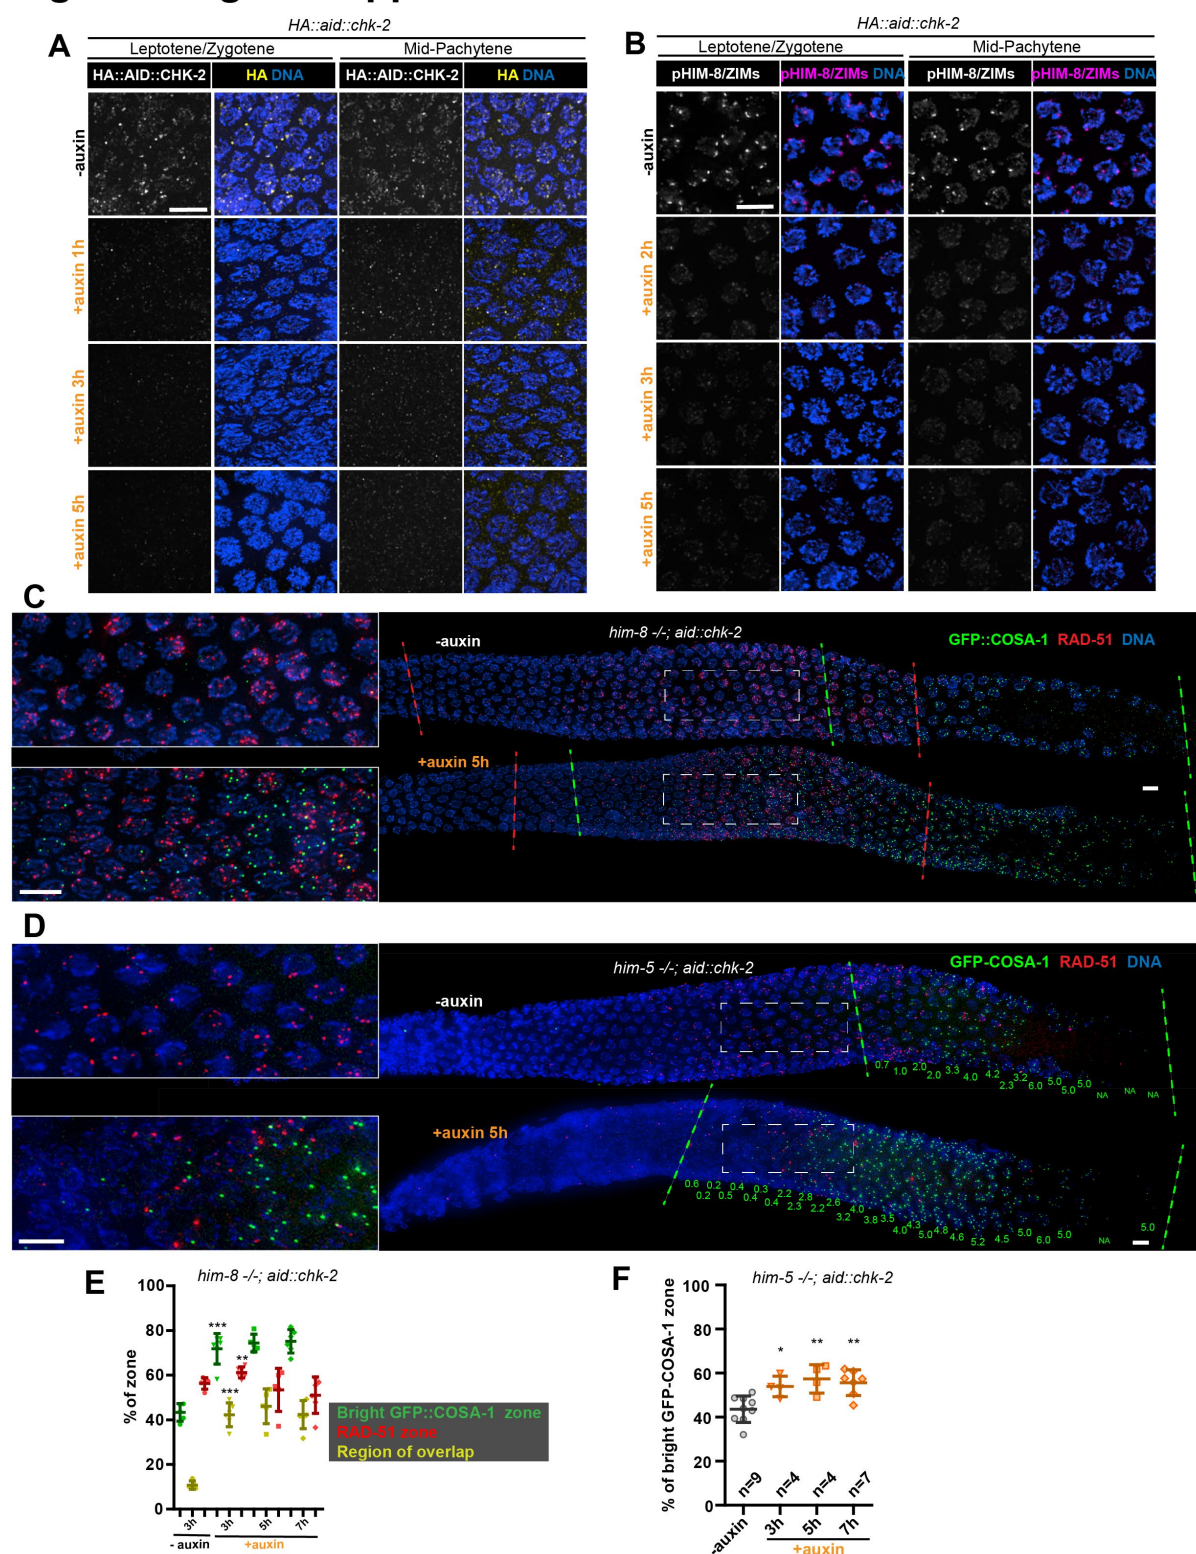 A
HA::aid::chk-2
Leptotene/Zygotene
Mid-Pachytene
HA::AID::CHK-2
HA DNA
HA::AID::CHK-2
HA DNA
-auxin
+auxin 1h
+auxin 3h
+auxin 5h
B
HA::aid::chk-2
Leptotene/Zygotene
Mid-Pachytene
pHIM-8/ZIMs
pHIM-8/ZIMs DNA
pHIM-8/ZIMs
pHIM-8/ZIMs DNA
-auxin
+auxin 2h
+auxin 3h
+auxin 5h
C
-auxin
him-8 -/-; aid::chk-2
GFP::COSA-1 RAD-51 DNA
+auxin 5h
D
him-5 -/-; aid::chk-2
GFP-COSA-1 RAD-51 DNA
-auxin
0.7 1.0 2.0 2.0 3.3 4.0 4.2 2.3 3.2 6.0 5.0 5.0 5.0 NA NA NA
+auxin 5h
0.6 0.2 0.2 0.5 0.4 0.4 0.3 0.4 2.2 2.3 2.8 2.2 2.6 3.2 4.0 3.8 3.5 4.0 4.3 5.0 4.8 4.6 5.2 4.5 5.0 6.0 5.0 NA 5.0
E
him-8 -/-; aid::chk-2
% of zone
100
80
60
40
20
0
***
***
**
Bright GFP::COSA-1 zone
RAD-51 zone
Region of overlap
3h 3h 5h 7h
- auxin +auxin
F
him-5 -/-; aid::chk-2
% of bright GFP-COSA-1 zone
100
80
60
40
20
0
* ** **
n=9 n=4 n=4 n=7
-auxin 3h 5h 7h
+auxin